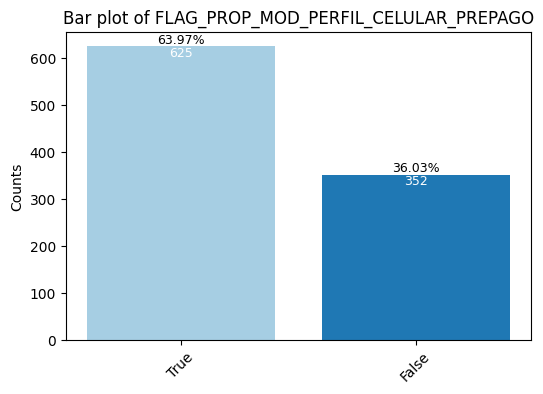 Bar plot of FLAG_PROP_MOD_PERFIL_CELULAR_PREPAGO
63.97%
625
36.03%
352
Counts
600
500
400
300
200
100
0
True
False